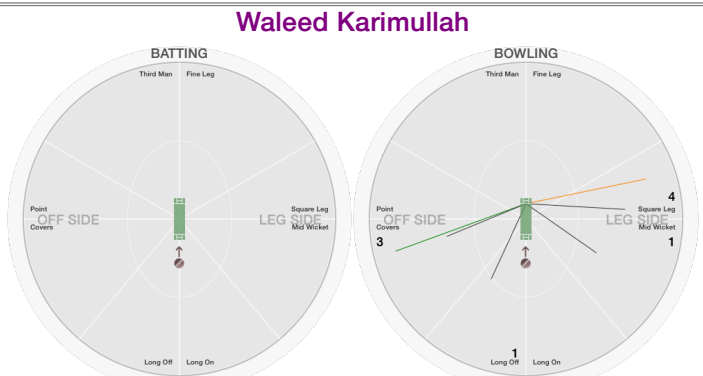 Waleed Karimullah
BATTING
Third Man Fine Leg
Point
OFF SIDE
Covers
Square Leg
LEG SIDE
Mid Wicket
Long Off Long On
BOWLING
Third Man Fine Leg
Point
OFF SIDE
Covers
3
4
Square Leg
LEG SIDE
Mid Wicket
1
1
Long Off Long On